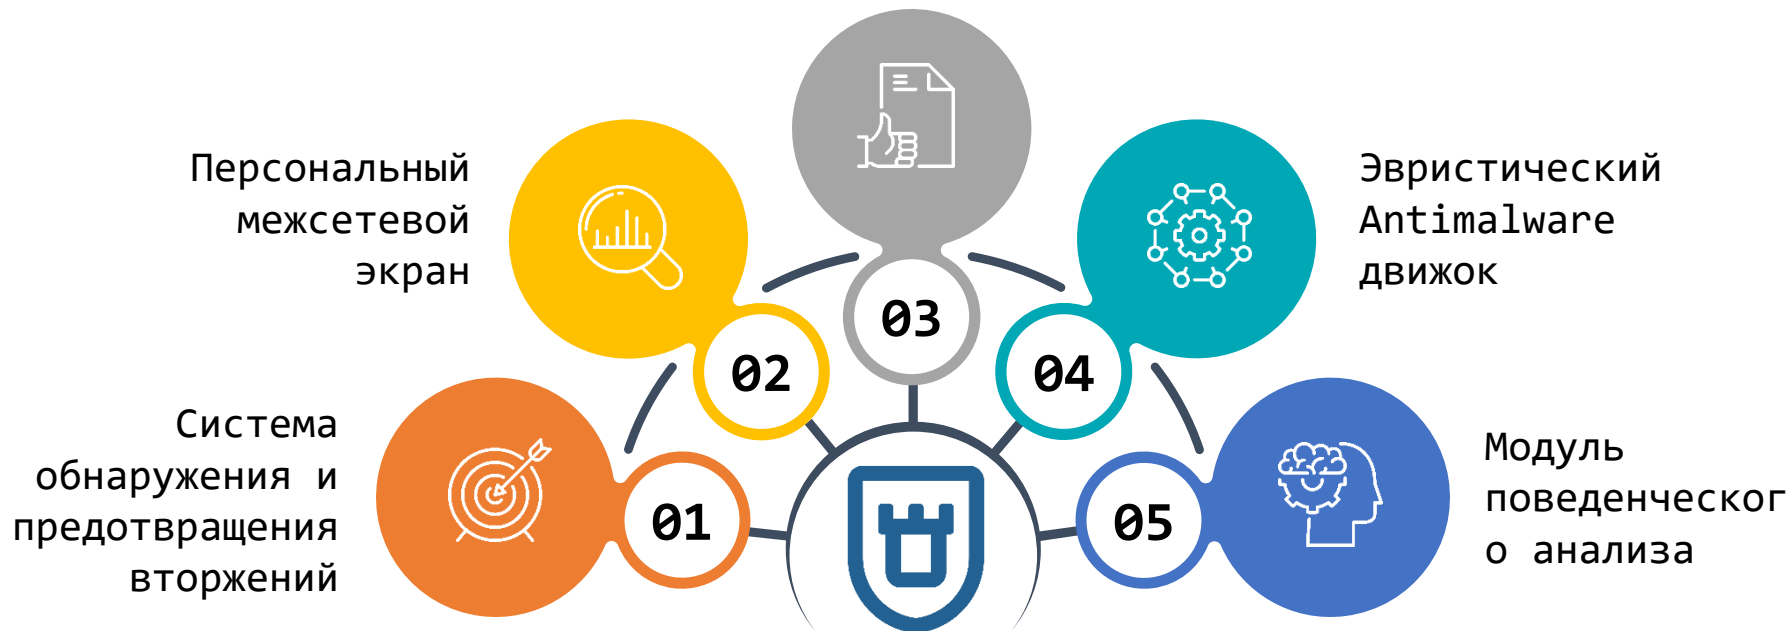 Система
обнаружения и
предотвращения
вторжений
01
Персональный
межсетевой
экран
02
03
04
Эвристический
Antimalware
движок
05
Модуль
поведенческог
о анализа